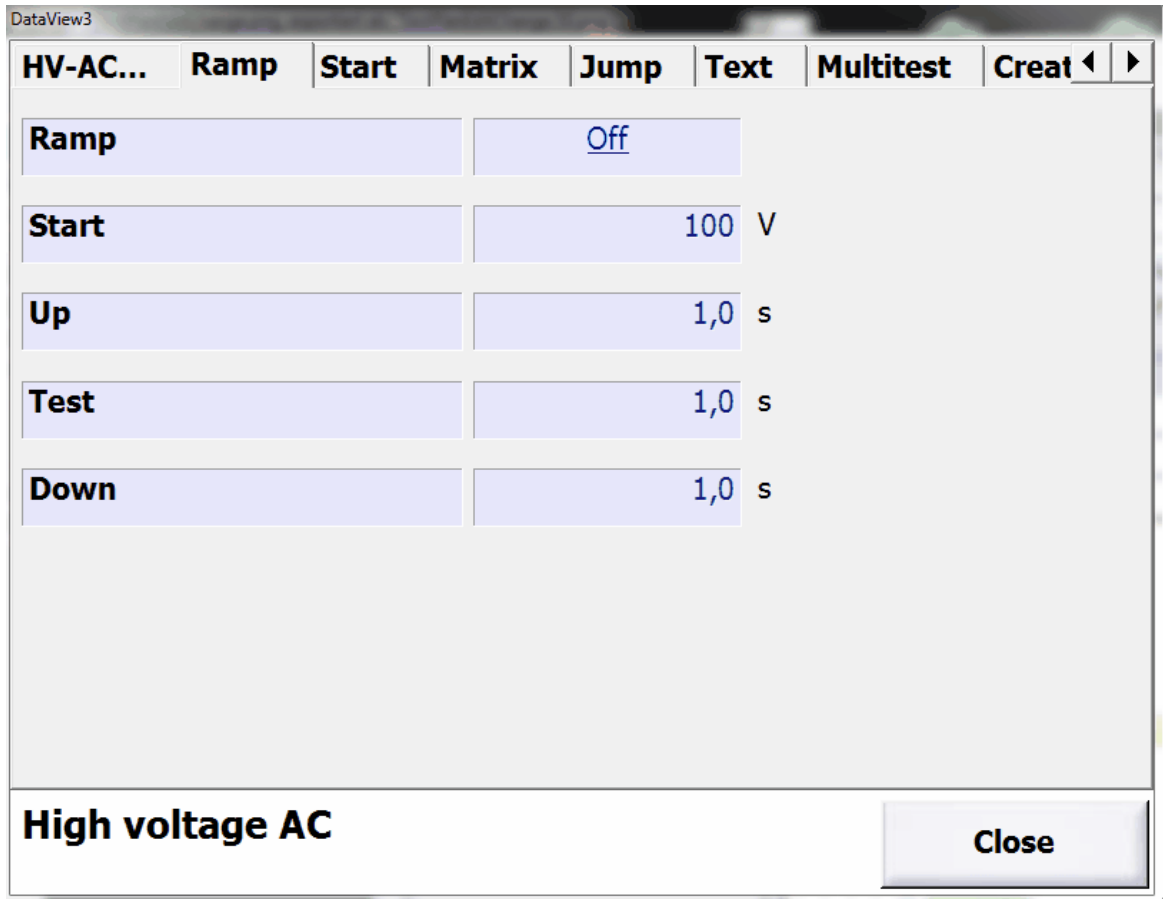 DataView3
HV-AC... Ramp Start Matrix Jump Text Multitest Creat
Ramp Off
Start 100 V
Up 1,0 s
Test 1,0 s
Down 1,0 s
High voltage AC
Close